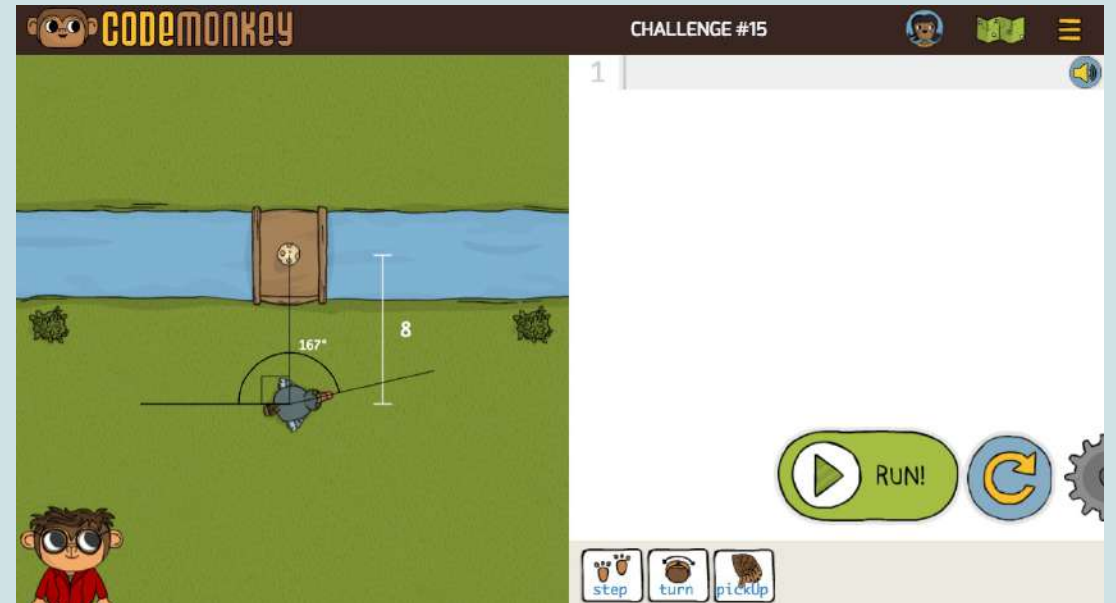 CODEMONKEY
CHALLENGE #15
1
167°
8
RUN!
step
turn
pickUp